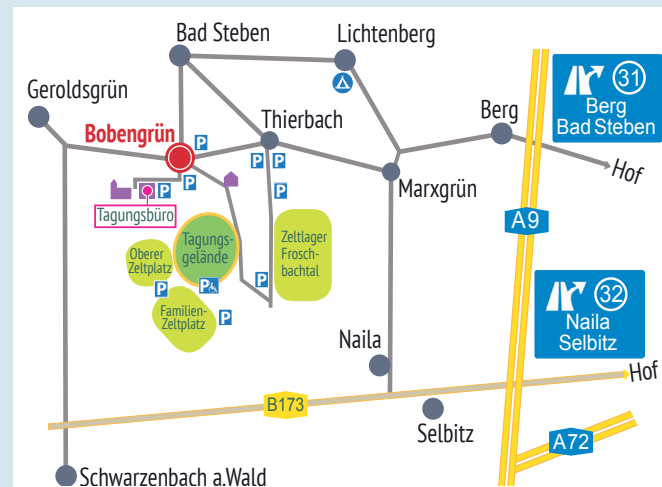 Bad Steben
Lichtenberg
31
Berg
Bad Steben
Geroldsgrün
Berg
Bobengrün
P
Thierbach
P
P
Hof
P
P
P
P
Marxgrün
Tagungsbüro
A9
Tagungs-
gelände
Zeltlager
Frosch-
bachtal
Oberer
Zeltplatz
P
P
P
32
Naila
Selbitz
P
Familien-
Zeltplatz
Naila
Hof
B173
Selbitz
A72
Schwarzenbach a.Wald